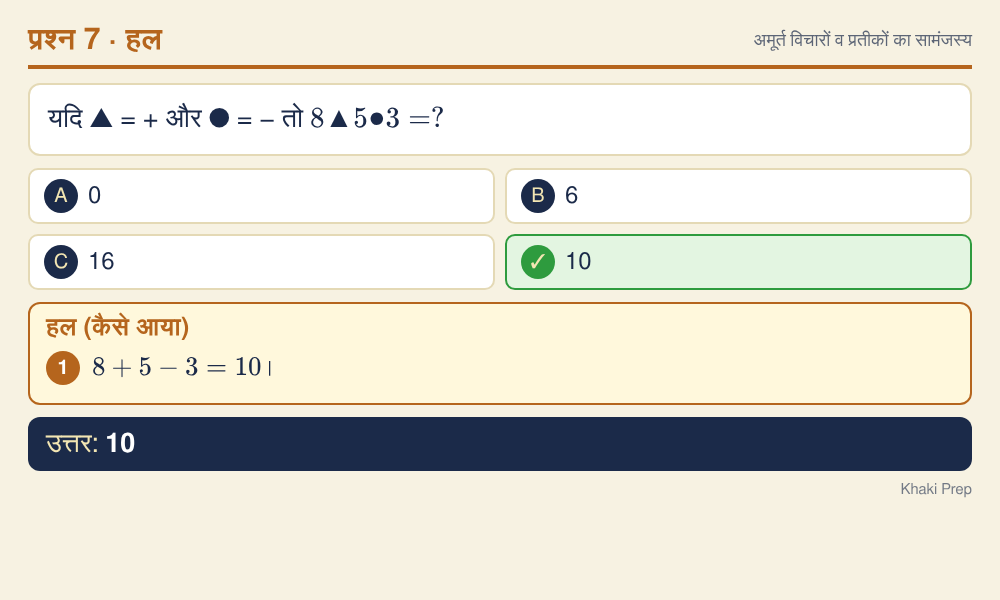 प्रश्न 7 · हल
अमूर्त विचारों व प्रतीकों का सामंजस्य
यदि ▲ = + और ● = − तो 8▲5●3 =?
A 0
B 6
C 16
✓ 10
हल (कैसे आया)
1 8 + 5 − 3 = 10।
उत्तर: 10
Khaki Prep